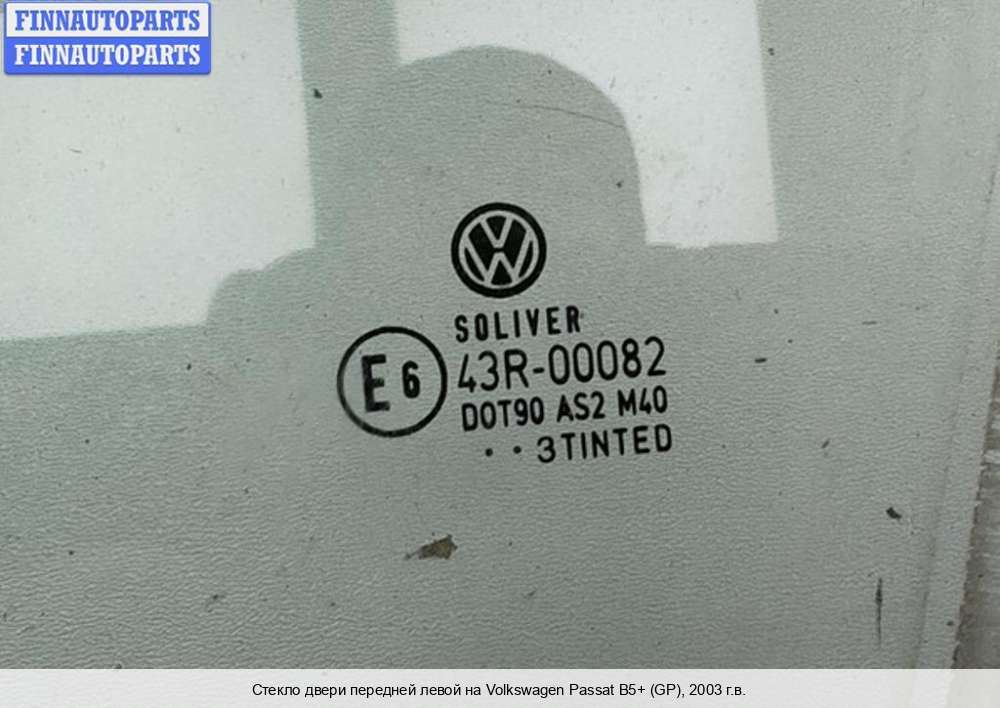 FINNAUTOPARTS
FINNAUTOPARTS
SOLIVER
E6 43R-00082
DOT90 AS2 M40
· · 3TINTED
Стекло двери передней левой на Volkswagen Passat B5+ (GP), 2003 г.в.